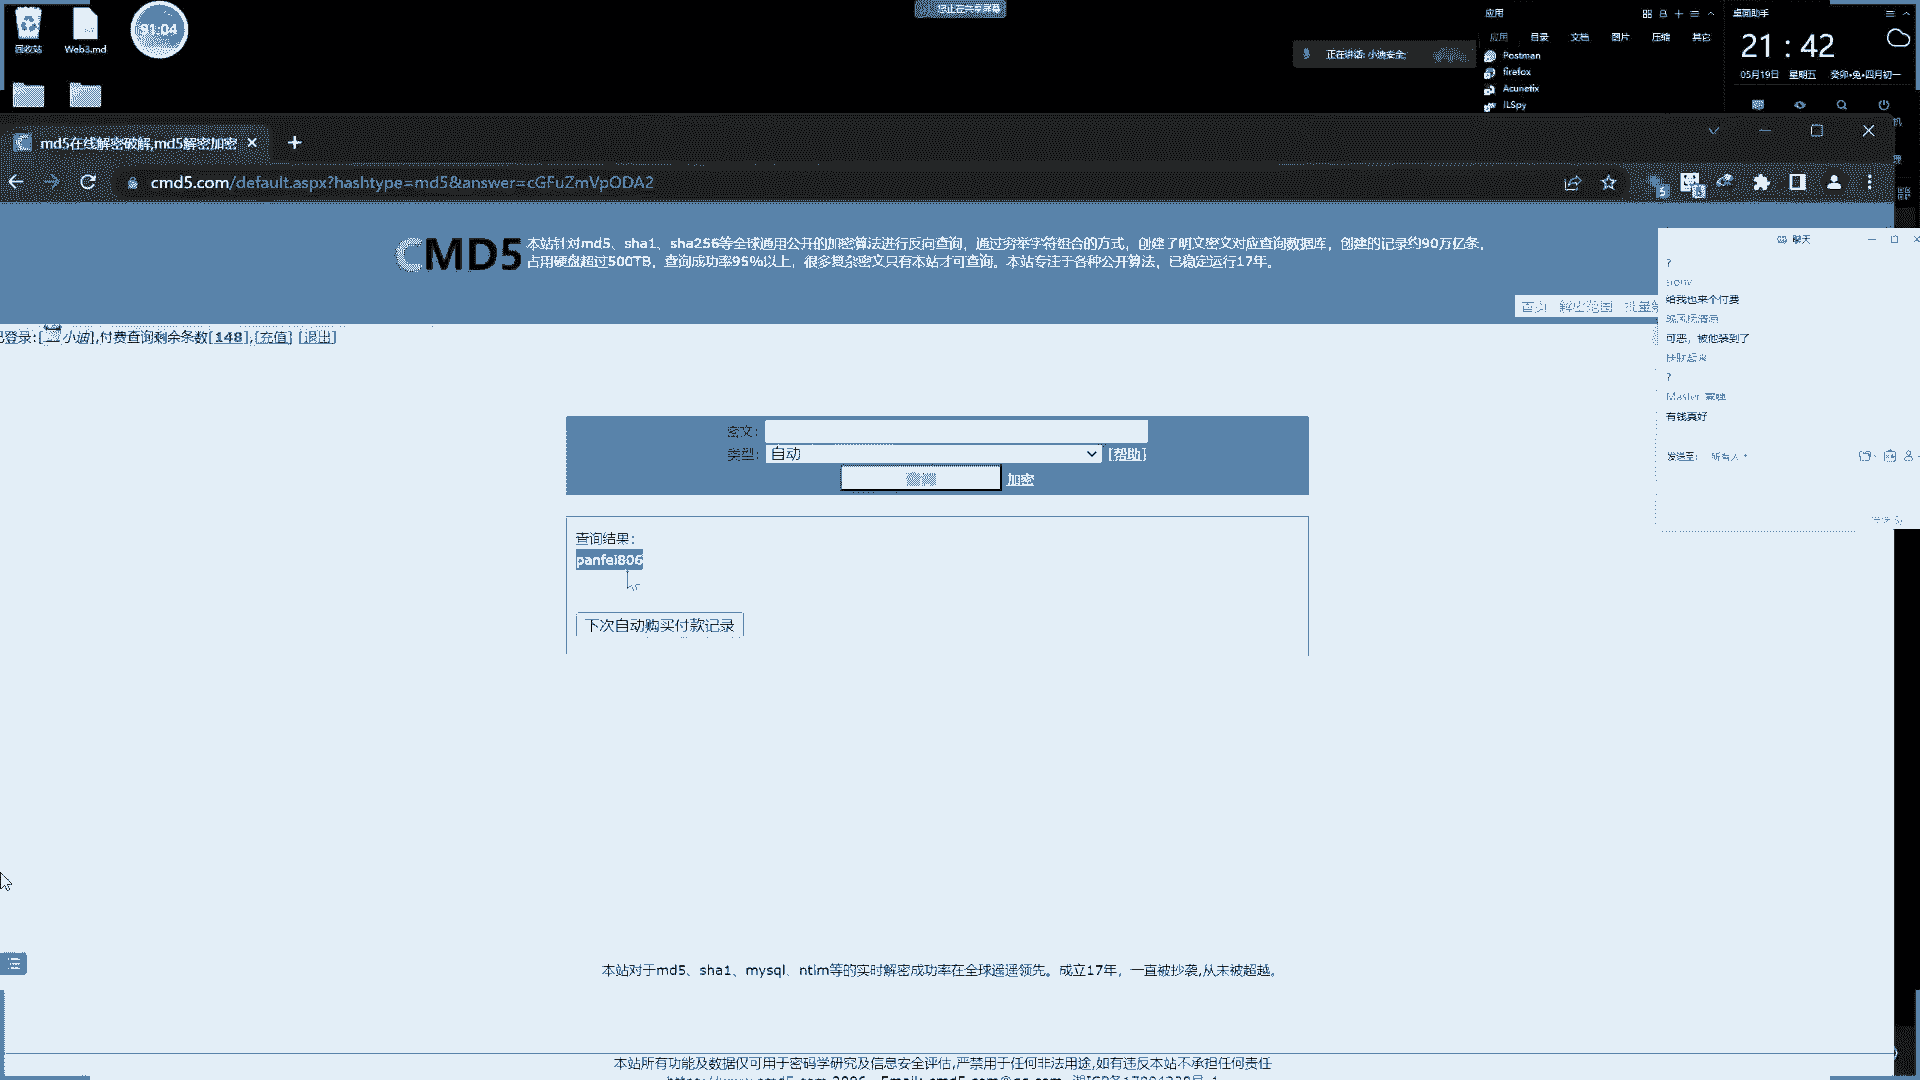 您正在共享屏幕
回收站
Web3.md
91:04
正在讲话: 小迪安全;
应用
应用 目录 文档 图片 压缩 其它
Postman
firefox
Acunetix
ILSpy
桌面助手
21 : 42
05月19日 星期五 癸卯•兔•四月初一
md5在线解密破解,md5解密加密
cmd5.com/default.aspx?hashtype=md5&answer=cGFuZmVpODA2
CMD5
本站针对md5、sha1、sha256等全球通用公开的加密算法进行反向查询，通过穷举字符组合的方式，创建了明文密文对应查询数据库，创建的记录约90万亿条，
占用硬盘超过500TB，查询成功率95%以上，很多复杂密文只有本站才可查询。本站专注于各种公开算法，已稳定运行17年。
首页 解密范围
已登录:[小迪],付费查询剩余条数[148],[充值] [退出]
聊天
?
给我也来个付费
可恶，被他装到了
?
有钱真好
发送至: 所有人
密文:
类型: 自动 [帮助]
加密
查询结果:
panfei806
下次自动购买付款记录
本站对于md5、sha1、mysql、ntlm等的实时解密成功率在全球遥遥领先。成立17年，一直被抄袭,从未被超越。
本站所有功能及数据仅可用于密码学研究及信息安全评估,严禁用于任何非法用途,如有违反本站不承担任何责任